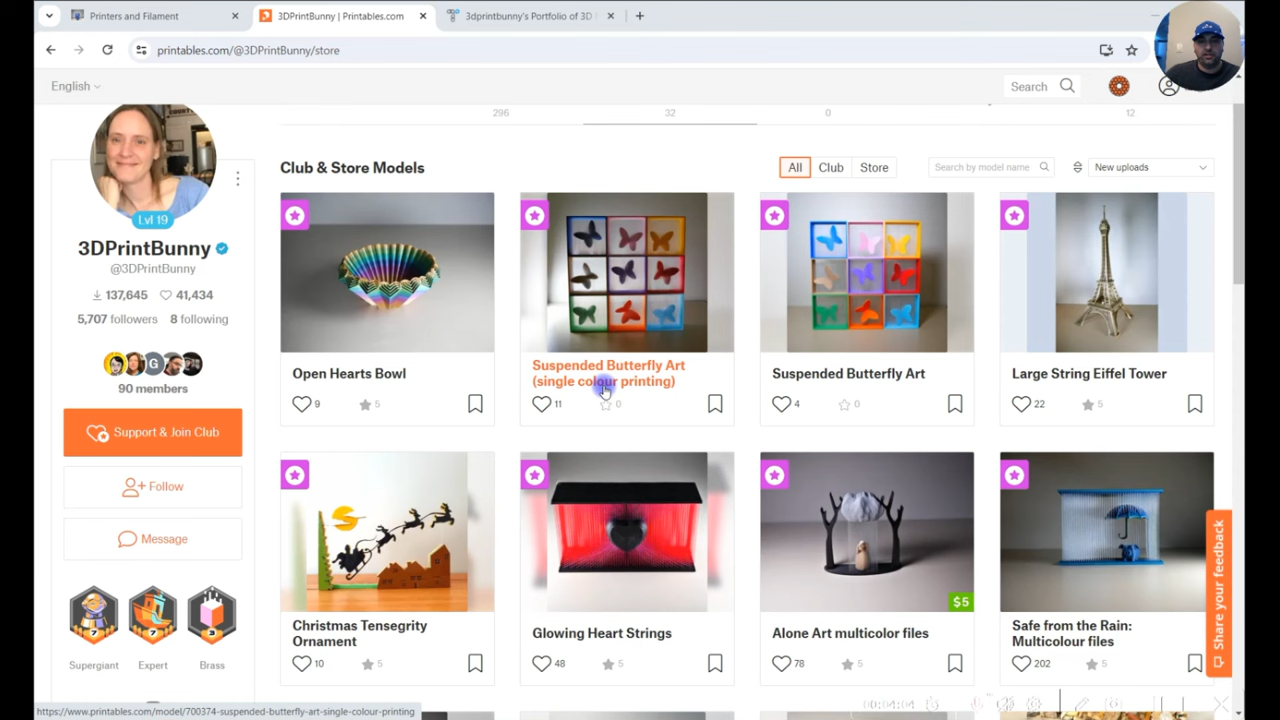 Printers and Filament
3DPrintBunny | Printables.com
3dprintbunny's Portfolio of 3D
printables.com/@3DPrintBunny/store
English
Search
296
32
0
12
Club & Store Models
All
Club
Store
Search by model name
New uploads
Lvl 19
3DPrintBunny
@3DPrintBunny
137,645
41,434
5,707 followers
8 following
G
90 members
Support & Join Club
Follow
Message
7
7
3
Supergiant
Expert
Brass
Open Hearts Bowl
9
5
Suspended Butterfly Art
(single colour printing)
11
0
Suspended Butterfly Art
4
0
Large String Eiffel Tower
22
5
Christmas Tensegrity
Ornament
10
5
Glowing Heart Strings
48
5
$5
Alone Art multicolor files
78
5
Safe from the Rain:
Multicolour files
202
5
Share your feedback
00:04:04
https://www.printables.com/model/700374-suspended-butterfly-art-single-colour-printing